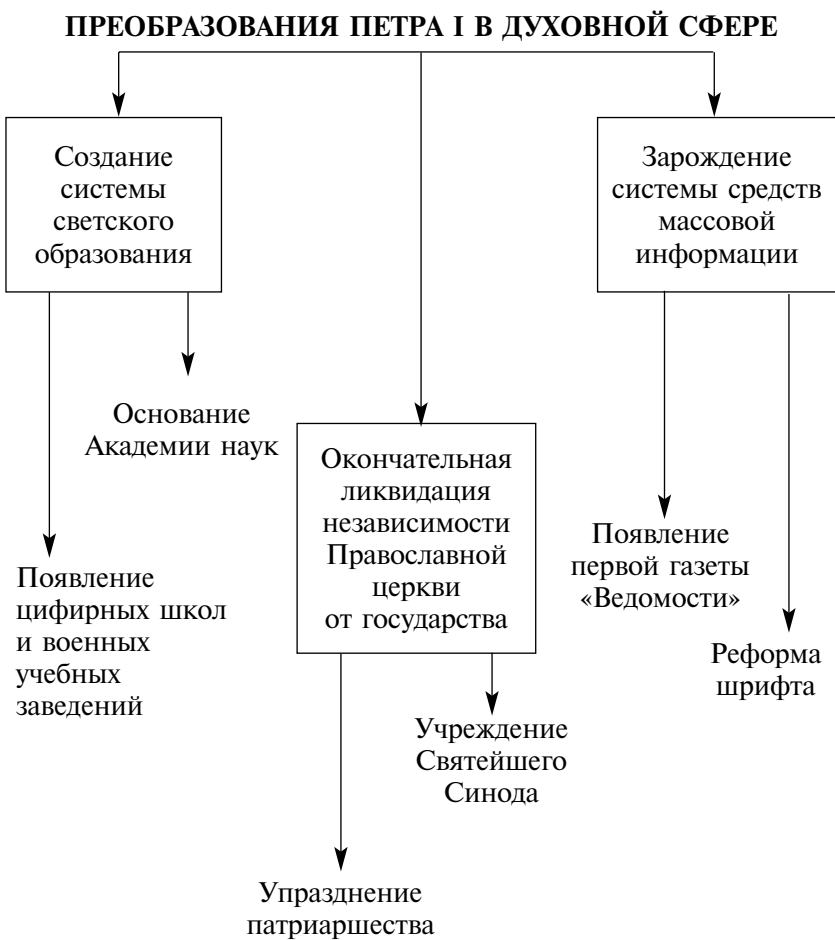 ПРЕОБРАЗОВАНИЯ ПЕТРА I В ДУХОВНОЙ СФЕРЕ
Создание
системы
светского
образования
Зарождение
системы средств
массовой
информации
Основание
Академии наук
Появление
цифирных школ
и военных
учебных
заведений
Окончательная
ликвидация
независимости
Православной
церкви
от государства
Появление
первой газеты
«Ведомости»
Реформа
шрифта
Учреждение
Святейшего
Синода
Упразднение
патриаршества